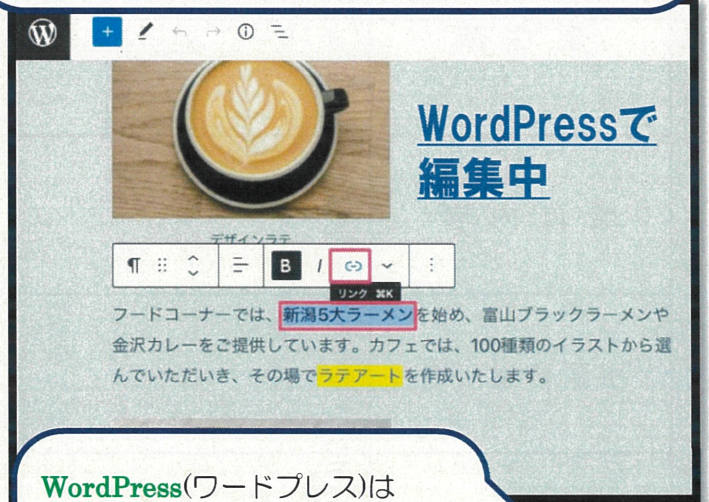 WordPressで
編集中
デザインラテ
B I
リンク ⌘K
フードコーナーでは、新潟5大ラーメンを始め、富山ブラックラーメンや
金沢カレーをご提供しています。カフェでは、100種類のイラストから選
んでいただいき、その場でラテアートを作成いたします。
WordPress(ワードプレス)は